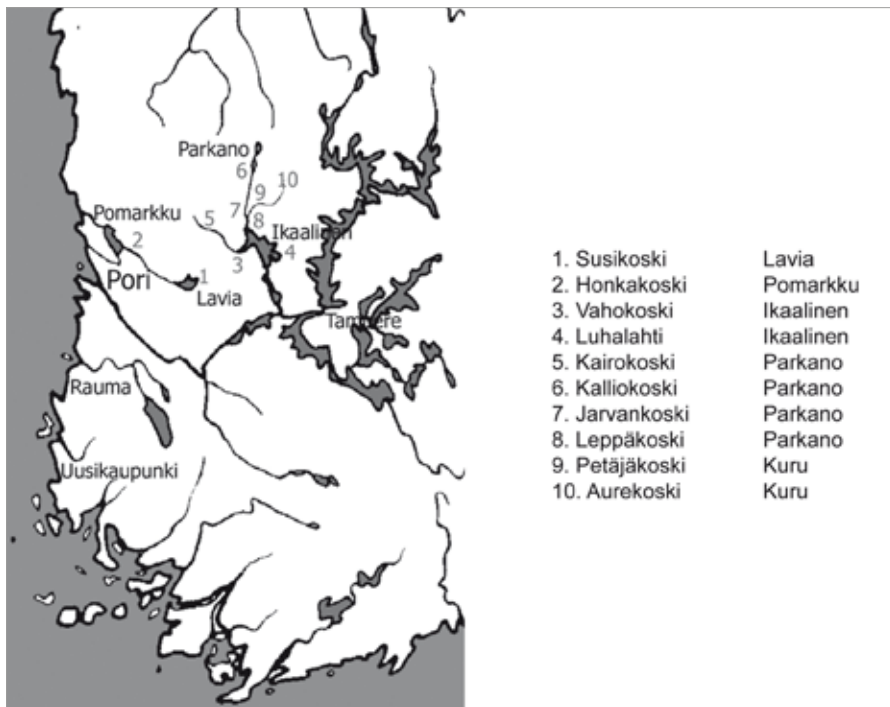 Parkano
6
10
9
Pomarkku
5
7
8
Ikaalinen
2
4
3
Pori
1
Lavia
Tampere
Rauma
Uusikaupunki
1. Susikoski Lavia
2. Honkakoski Pomarkku
3. Vahokoski Ikaalinen
4. Luhalahti Ikaalinen
5. Kairokoski Parkano
6. Kalliokoski Parkano
7. Jarvankoski Parkano
8. Leppäkoski Parkano
9. Petäjäkoski Kuru
10. Aurekoski Kuru